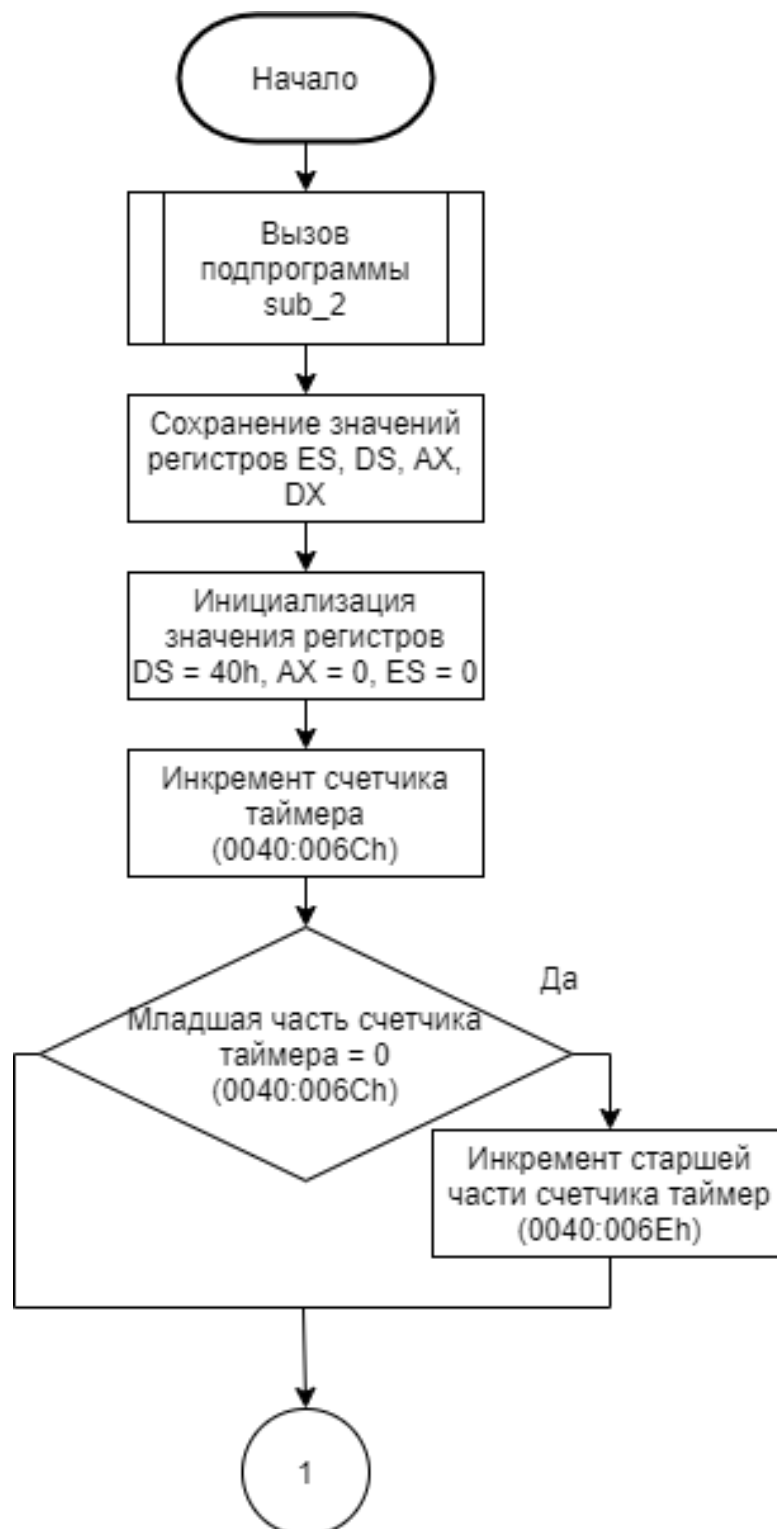 Начало
Вызов
подпрограммы
sub_2
Сохранение значений
регистров ES, DS, AX,
DX
Инициализация
значения регистров
DS = 40h, AX = 0, ES = 0
Инкремент счетчика
таймера
(0040:006Ch)
Младшая часть счетчика
таймера = 0
(0040:006Ch)
Да
Инкремент старшей
части счетчика таймер
(0040:006Eh)
1